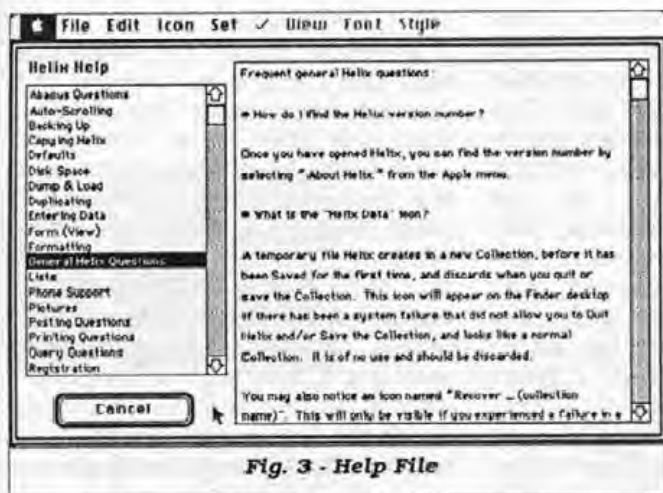 File Edit Icon Set ✓ View Font Style
Helix Help
Abacus Questions
Auto-Scrolling
Backing Up
Copying Helix
Defaults
Disk Space
Dump & Load
Duplicating
Entering Data
Form (View)
Formatting
General Helix Questions
Lists
Phone Support
Pictures
Posting Questions
Printing Questions
Query Questions
Registration
Cancel
Frequent general Helix questions:
• How do I find the Helix version number?
Once you have opened Helix, you can find the version number by
selecting "About Helix" from the Apple menu.
• What is the "Helix Data" icon?
A temporary file Helix creates in a new Collection, before it has
been Saved for the first time, and discards when you quit or
save the Collection. This icon will appear on the Finder desktop
if there has been a system failure that did not allow you to Quit
Helix and/or Save the Collection, and looks like a normal
Collection. It is of no use and should be discarded.
You may also notice an icon named "Recover ... (collection
name)". This will only be visible if you experienced a failure in a
Fig. 3 - Help File